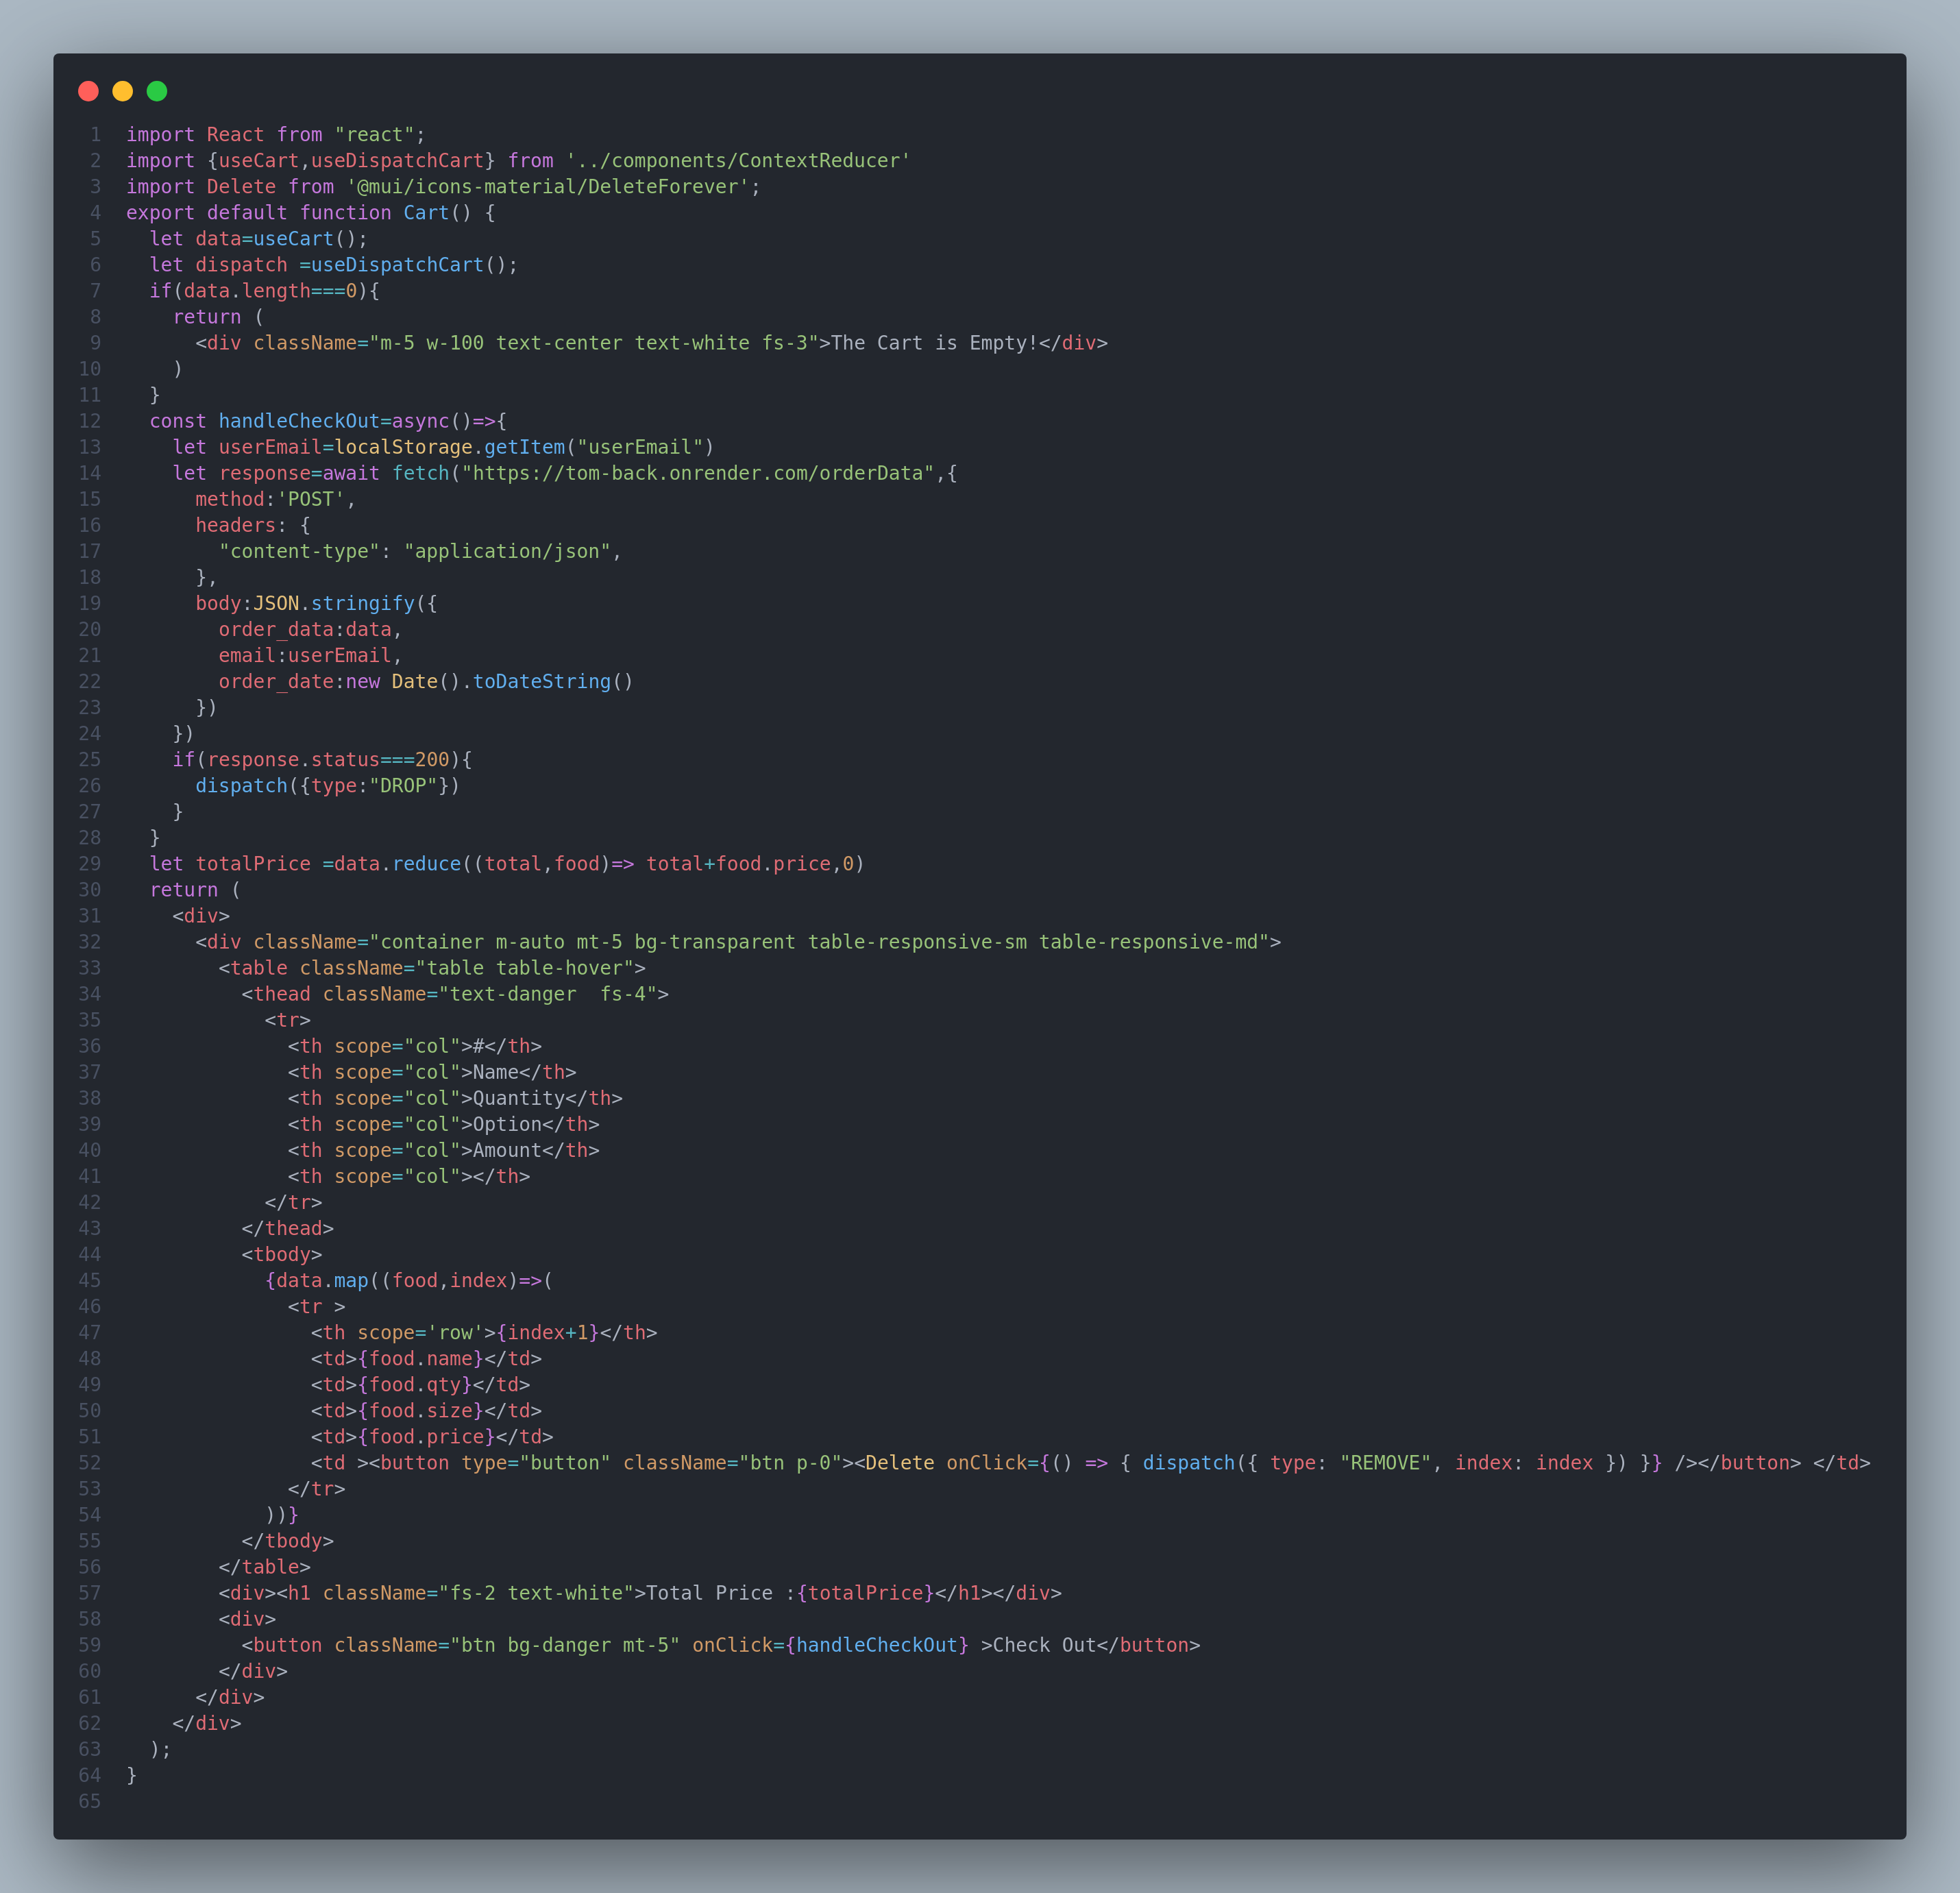 1 import React from "react";
2 import {useCart,useDispatchCart} from '../components/ContextReducer'
3 import Delete from '@mui/icons-material/DeleteForever';
4 export default function Cart() {
5   let data=useCart();
6   let dispatch =useDispatchCart();
7   if(data.length===0){
8     return (
9       <div className="m-5 w-100 text-center text-white fs-3">The Cart is Empty!</div>
10     )
11   }
12   const handleCheckOut=async()=>{
13     let userEmail=localStorage.getItem("userEmail")
14     let response=await fetch("https://tom-back.onrender.com/orderData",{
15       method:'POST',
16       headers: {
17         "content-type": "application/json",
18       },
19       body:JSON.stringify({
20         order_data:data,
21         email:userEmail,
22         order_date:new Date().toDateString()
23       })
24     })
25     if(response.status===200){
26       dispatch({type:"DROP"})
27     }
28   }
29   let totalPrice =data.reduce((total,food)=> total+food.price,0)
30   return (
31     <div>
32       <div className="container m-auto mt-5 bg-transparent table-responsive-sm table-responsive-md">
33         <table className="table table-hover">
34           <thead className="text-danger  fs-4">
35             <tr>
36               <th scope="col">#</th>
37               <th scope="col">Name</th>
38               <th scope="col">Quantity</th>
39               <th scope="col">Option</th>
40               <th scope="col">Amount</th>
41               <th scope="col"></th>
42             </tr>
43           </thead>
44           <tbody>
45             {data.map((food,index)=>(
46               <tr >
47                 <th scope='row'>{index+1}</th>
48                 <td>{food.name}</td>
49                 <td>{food.qty}</td>
50                 <td>{food.size}</td>
51                 <td>{food.price}</td>
52                 <td ><button type="button" className="btn p-0"><Delete onClick={() => { dispatch({ type: "REMOVE", index: index }) }} /></button> </td>
53               </tr>
54             ))}
55           </tbody>
56         </table>
57         <div><h1 className="fs-2 text-white">Total Price :{totalPrice}</h1></div>
58         <div>
59           <button className="btn bg-danger mt-5" onClick={handleCheckOut} >Check Out</button>
60         </div>
61       </div>
62     </div>
63   );
64 }
65